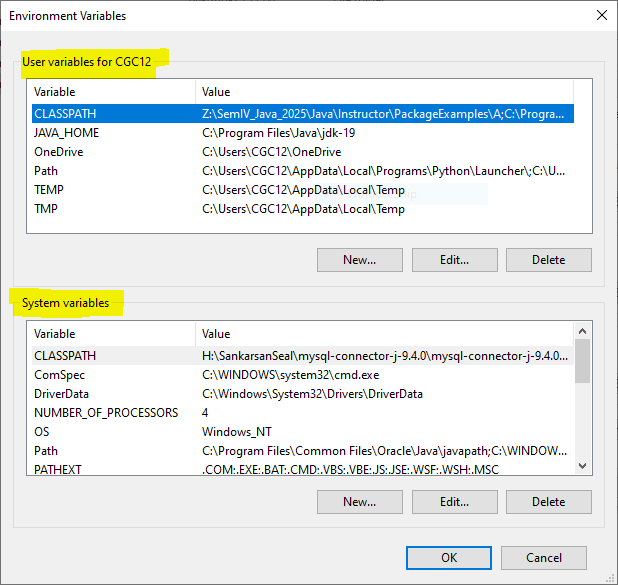 Environment Variables
User variables for CGC12
Variable Value
CLASSPATH Z:\SemIV_Java_2025\Java\Instructor\PackageExamples\A;C:\Progra...
JAVA_HOME C:\Program Files\Java\jdk-19
OneDrive C:\Users\CGC12\OneDrive
Path C:\Users\CGC12\AppData\Local\Programs\Python\Launcher\;C:\U...
TEMP C:\Users\CGC12\AppData\Local\Temp
TMP C:\Users\CGC12\AppData\Local\Temp
New... Edit... Delete
System variables
Variable Value
CLASSPATH H:\SankarsanSeal\mysql-connector-j-9.4.0\mysql-connector-j-9.4.0...
ComSpec C:\WINDOWS\system32\cmd.exe
DriverData C:\Windows\System32\Drivers\DriverData
NUMBER_OF_PROCESSORS 4
OS Windows_NT
Path C:\Program Files\Common Files\Oracle\Java\javapath;C:\WINDOW...
PATHEXT .COM;.EXE;.BAT;.CMD;.VBS;.VBE;.JS;.JSE;.WSF;.WSH;.MSC
New... Edit... Delete
OK Cancel